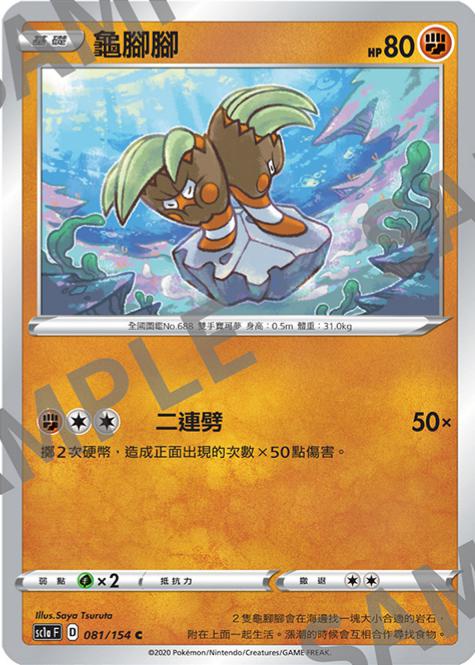 基礎 龜腳腳 HP80
全國圖鑑No.688 雙手寶可夢 身高：0.5m 體重：31.0kg
二連劈 50×
擲2次硬幣，造成正面出現的次數×50點傷害。
弱點 ×2 抵抗力 撤退
Illus.Saya Tsuruta
sc1a F D 081/154 C
2隻龜腳腳會在海邊找一塊大小合適的岩石，
附在上面一起生活。漲潮的時候會互相合作尋找食物。
©2020 Pokémon/Nintendo/Creatures/GAME FREAK.
SAMPLE